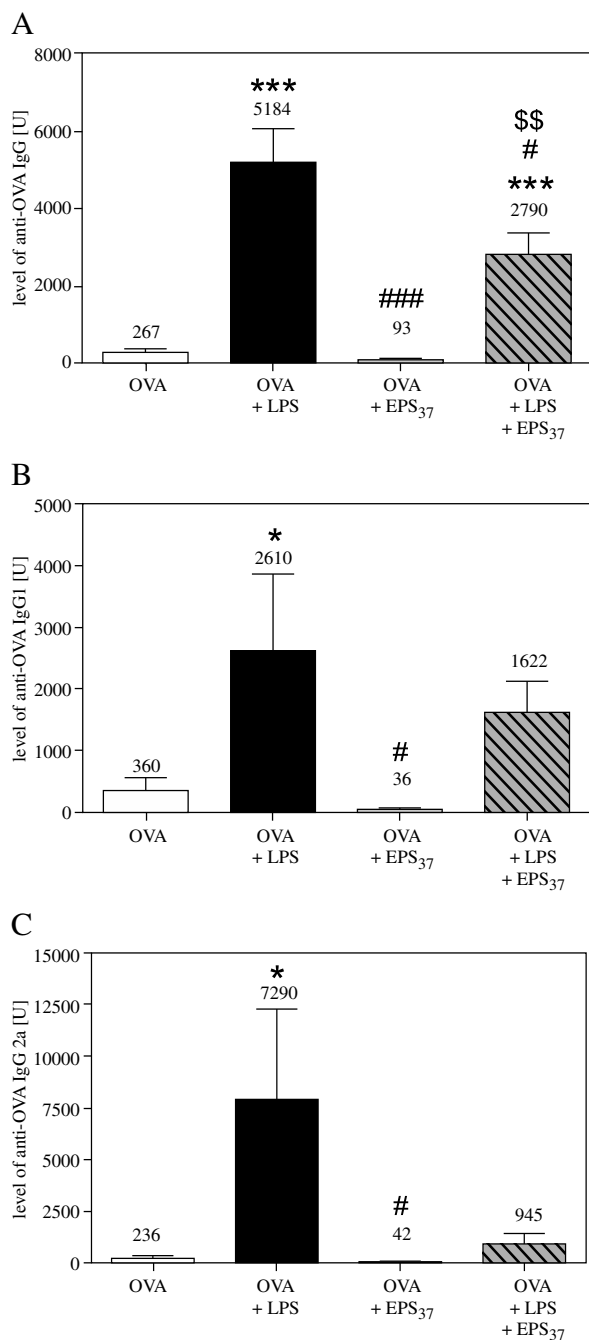 A
level of anti-OVA IgG [U]
8000
6000
4000
2000
0
267
***
5184
###
93
$$
#
***
2790
OVA
OVA
+ LPS
OVA
+ EPS37
OVA
+ LPS
+ EPS37
B
level of anti-OVA IgG1 [U]
5000
4000
3000
2000
1000
0
360
*
2610
#
36
1622
OVA
OVA
+ LPS
OVA
+ EPS37
OVA
+ LPS
+ EPS37
C
level of anti-OVA IgG 2a [U]
15000
12500
10000
7500
5000
2500
0
236
*
7290
#
42
945
OVA
OVA
+ LPS
OVA
+ EPS37
OVA
+ LPS
+ EPS37